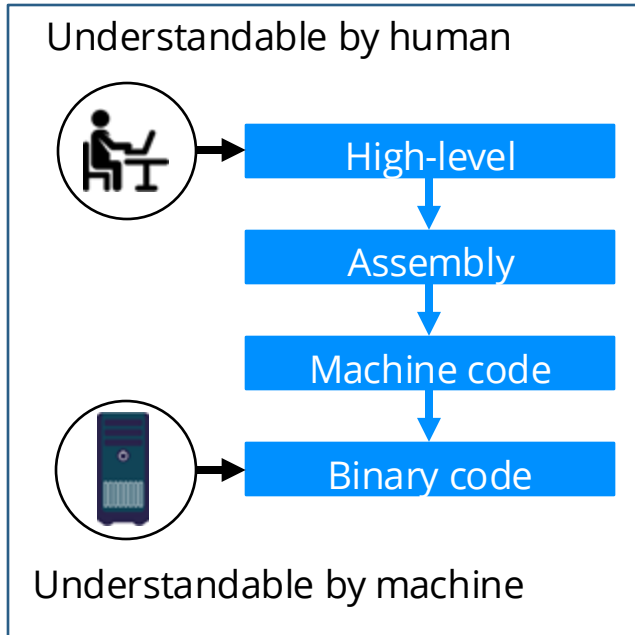 Understandable by human
High-level
Assembly
Machine code
Binary code
Understandable by machine